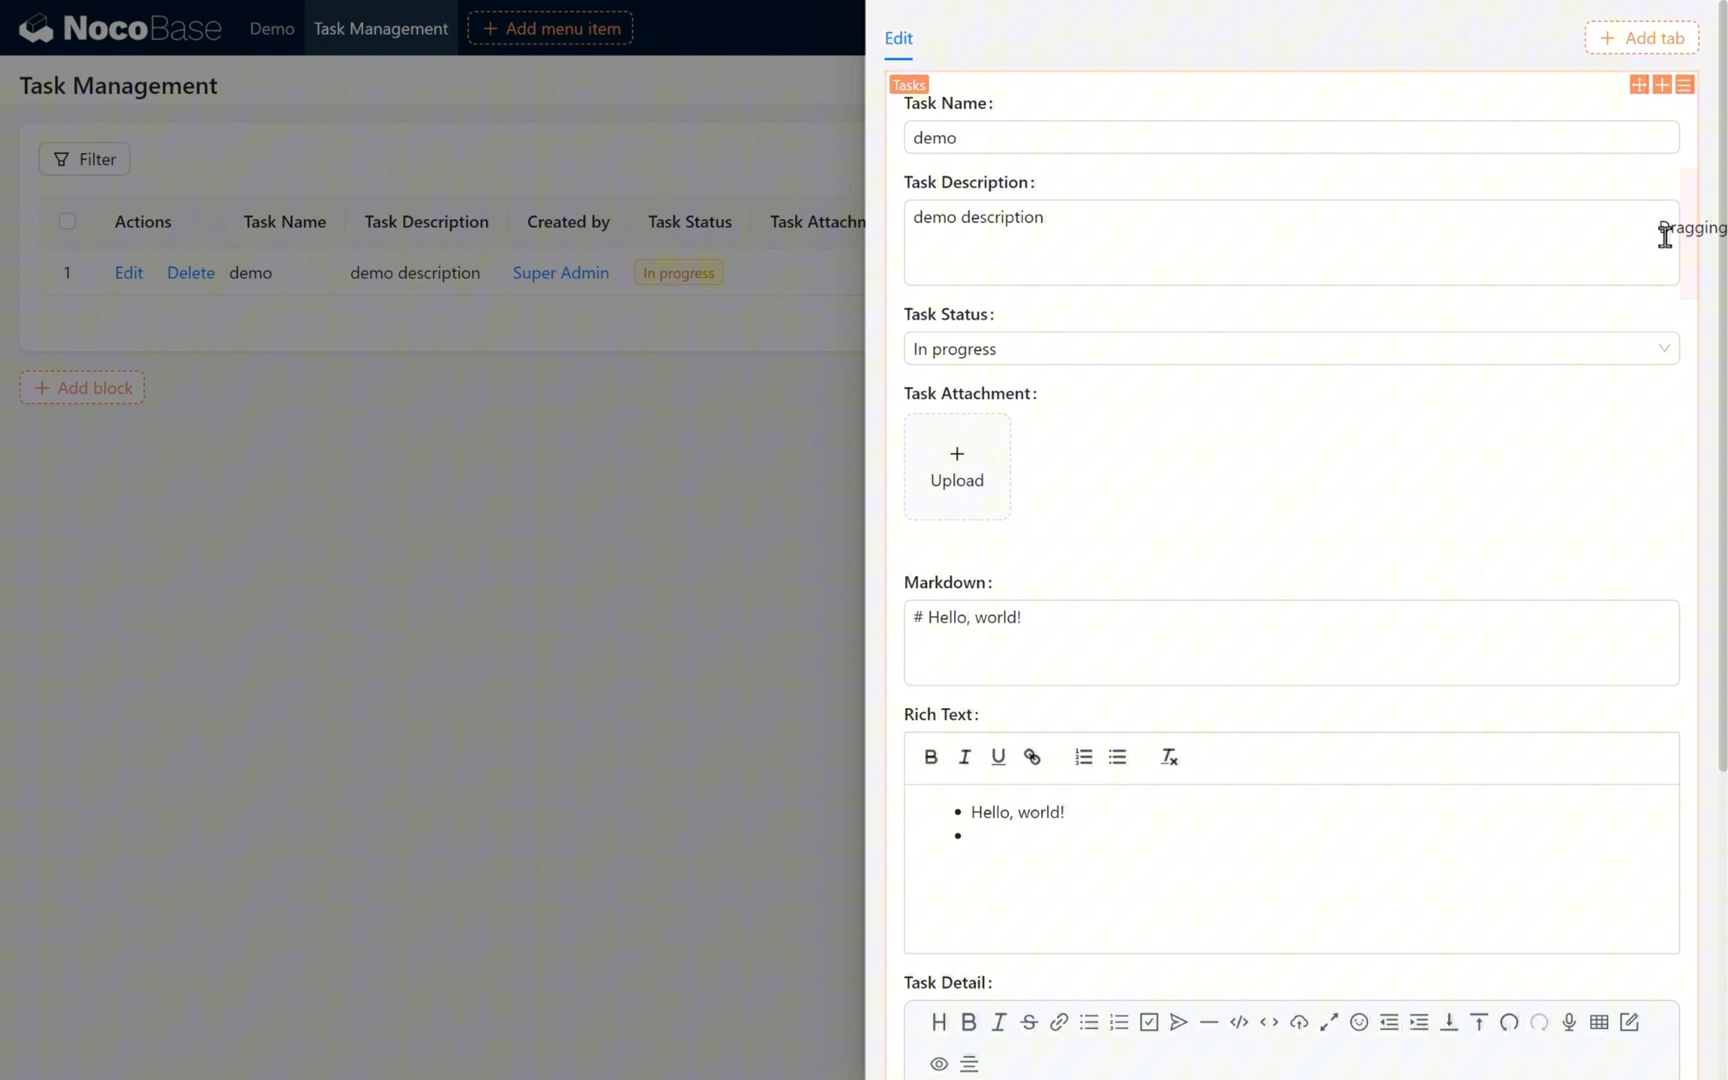 NocoBase
Demo
Task Management
Add menu item
Task Management
Filter
Actions
Task Name
Task Description
Created by
Task Status
Task Attachm
1
Edit
Delete
demo
demo description
Super Admin
In progress
Add block
Edit
Add tab
Tasks
Task Name:
demo
Task Description:
demo description
Dragging
Task Status:
In progress
Task Attachment:
Upload
Markdown:
# Hello, world!
Rich Text:
Hello, world!
Task Detail: